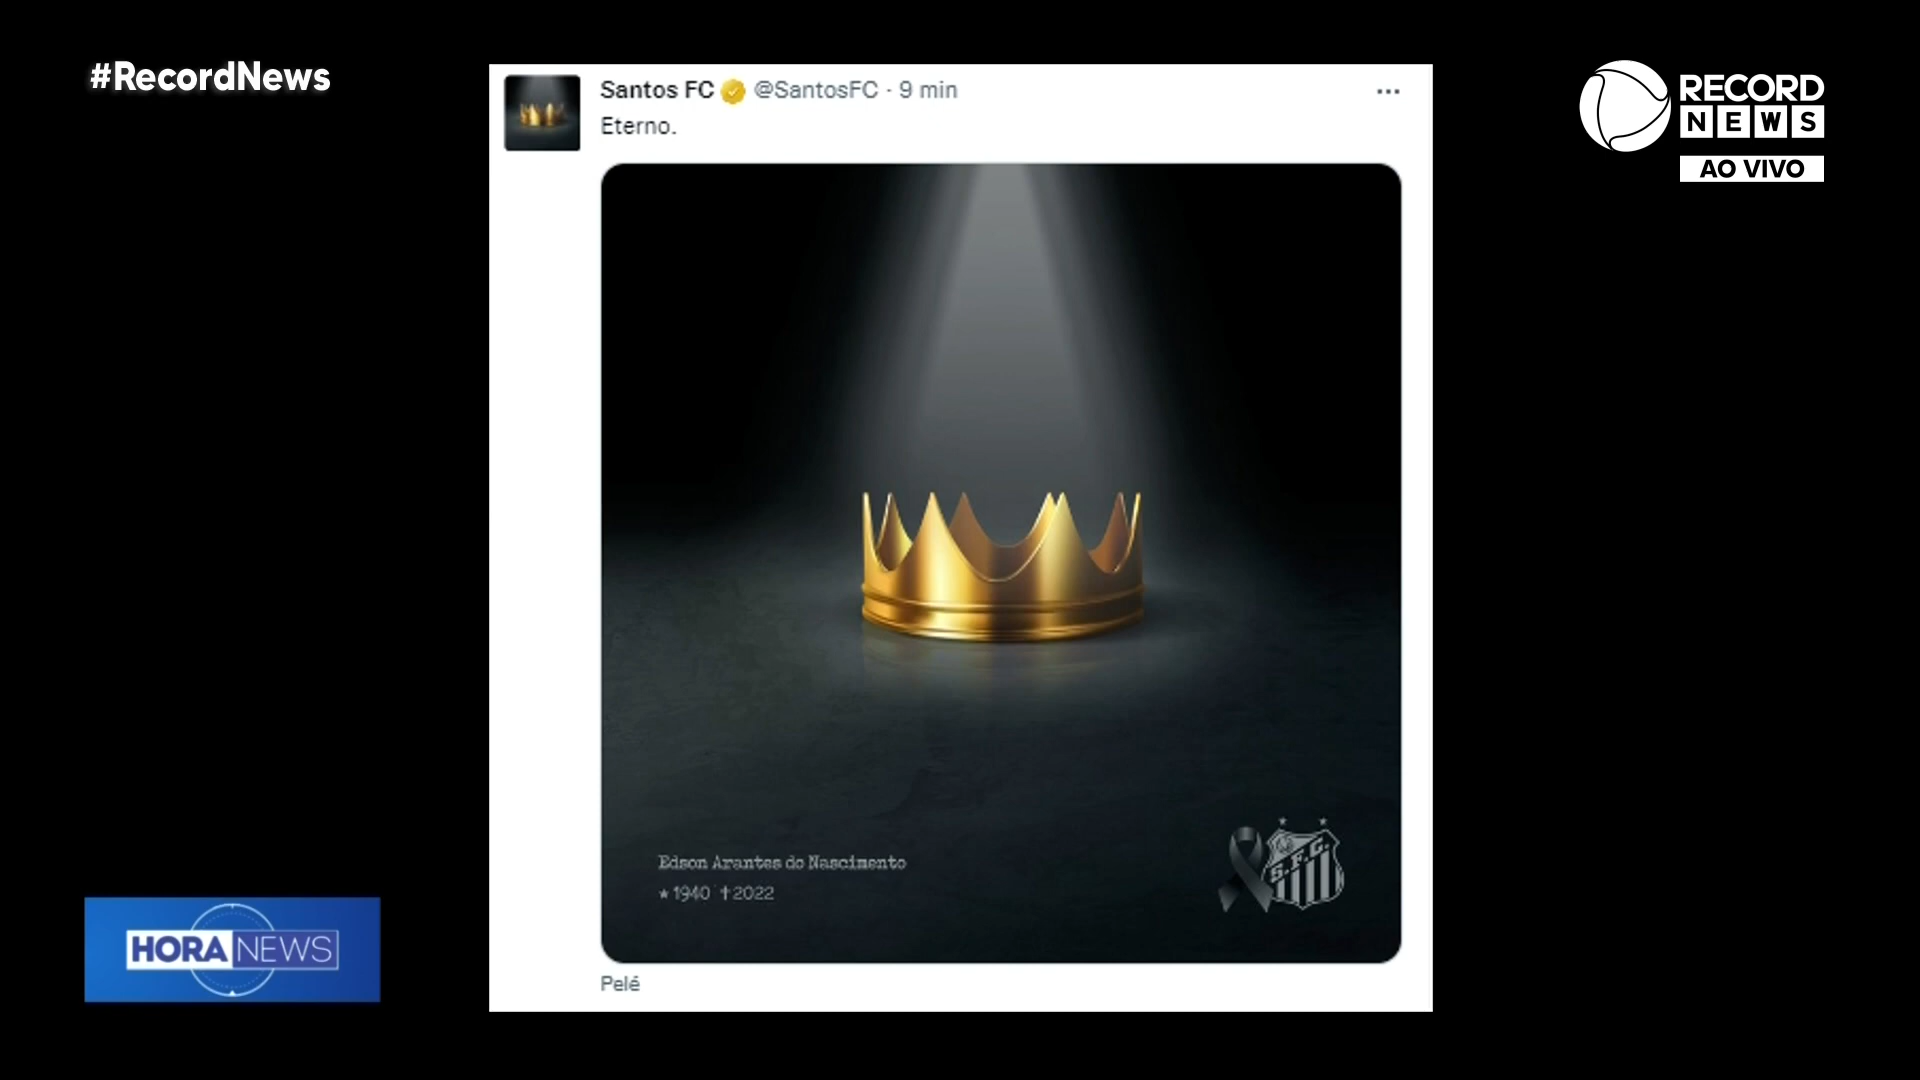 #RecordNews
Santos FC @SantosFC · 9 min
Eterno.
RECORD
NEWS
AO VIVO
Edson Arantes do Nascimento
★ 1940 ✝ 2022
S.F.C.
Pelé
HORA NEWS